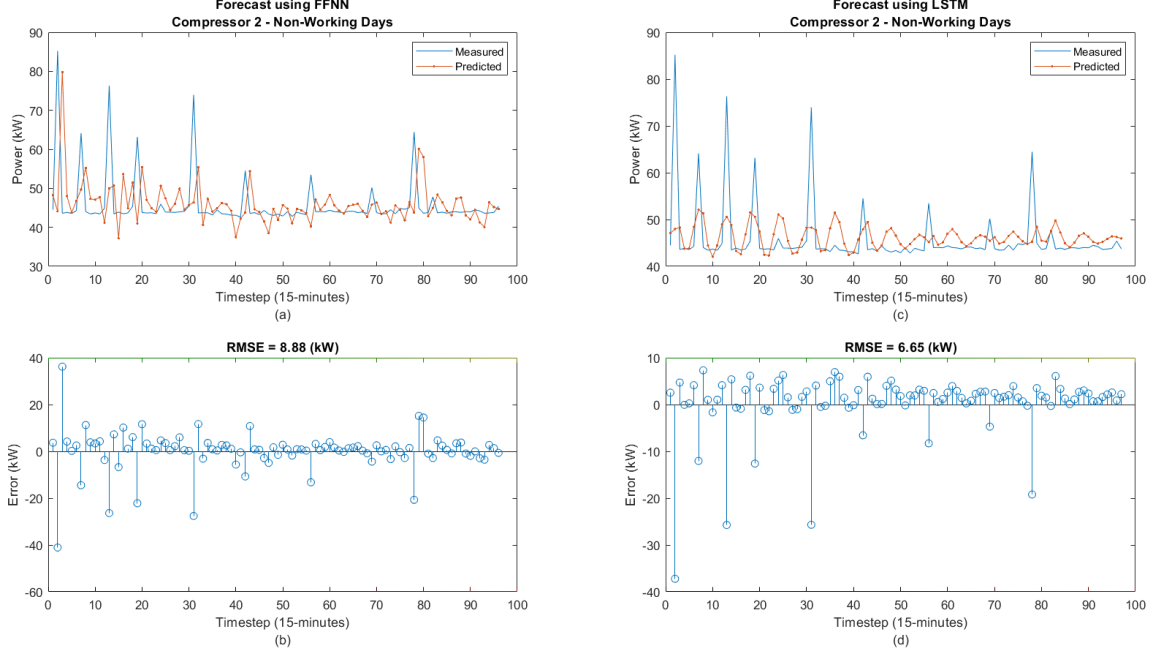 Forecast using FFNN
Compressor 2 - Non-Working Days
90
80
70
60
50
40
30
Power (kW)
Measured
Predicted
0 10 20 30 40 50 60 70 80 90 100
Timestep (15-minutes)
(a)
RMSE = 8.88 (kW)
40
20
0
-20
-40
-60
Error (kW)
0 10 20 30 40 50 60 70 80 90 100
Timestep (15-minutes)
(b)
Forecast using LSTM
Compressor 2 - Non-Working Days
90
80
70
60
50
40
Power (kW)
Measured
Predicted
0 10 20 30 40 50 60 70 80 90 100
Timestep (15-minutes)
(c)
RMSE = 6.65 (kW)
10
0
-10
-20
-30
-40
Error (kW)
0 10 20 30 40 50 60 70 80 90 100
Timestep (15-minutes)
(d)